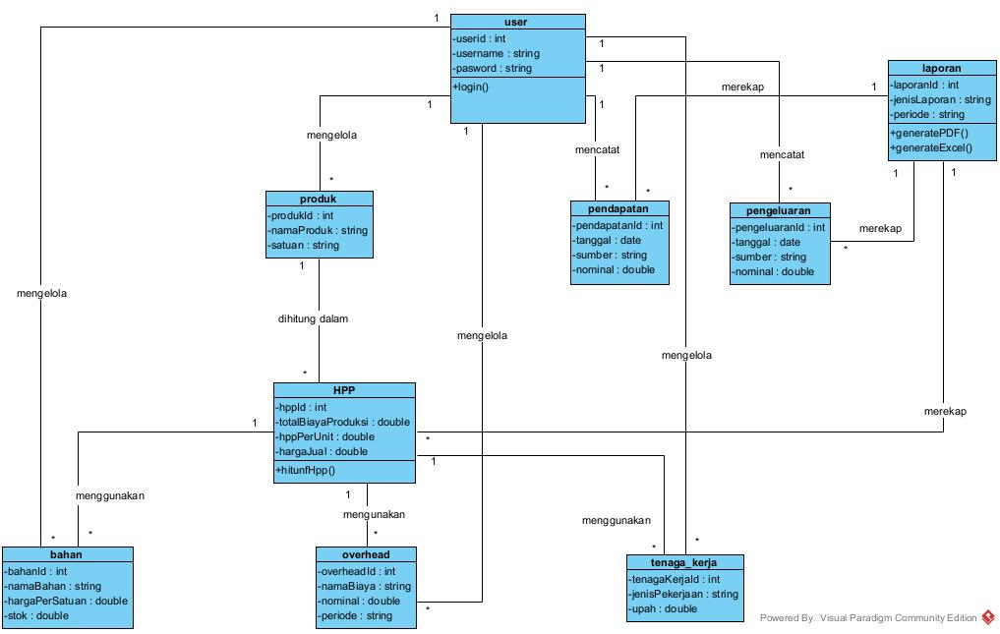 1
user
-userid : int
-username : string
-pasword : string
+login()
1
1
1
1
1
1
laporan
-laporanId : int
-jenisLaporan : string
-periode : string
+generatePDF()
+generateExcel()
1
1
1
merekap
mengelola
mencatat
mencatat
*
*
*
*
produk
-produkId : int
-namaProduk : string
-satuan : string
1
pendapatan
-pendapatanId : int
-tanggal : date
-sumber : string
-nominal : double
pengeluaran
-pengeluaranId : int
-tanggal : date
-sumber : string
-nominal : double
merekap
*
mengelola
dihitung dalam
mengelola
mengelola
*
HPP
-hppId : int
-totalBiayaProduksi : double
-hppPerUnit : double
-hargaJual : double
+hitunfHpp()
merekap
1
*
1
1
menggunakan
mengunakan
menggunakan
*
*
*
*
*
bahan
-bahanId : int
-namaBahan : string
-hargaPerSatuan : double
-stok : double
overhead
-overheadId : int
-namaBiaya : string
-nominal : double
-periode : string
*
tenaga_kerja
-tenagaKerjaId : int
-jenisPekerjaan : string
-upah : double
Powered By Visual Paradigm Community Edition